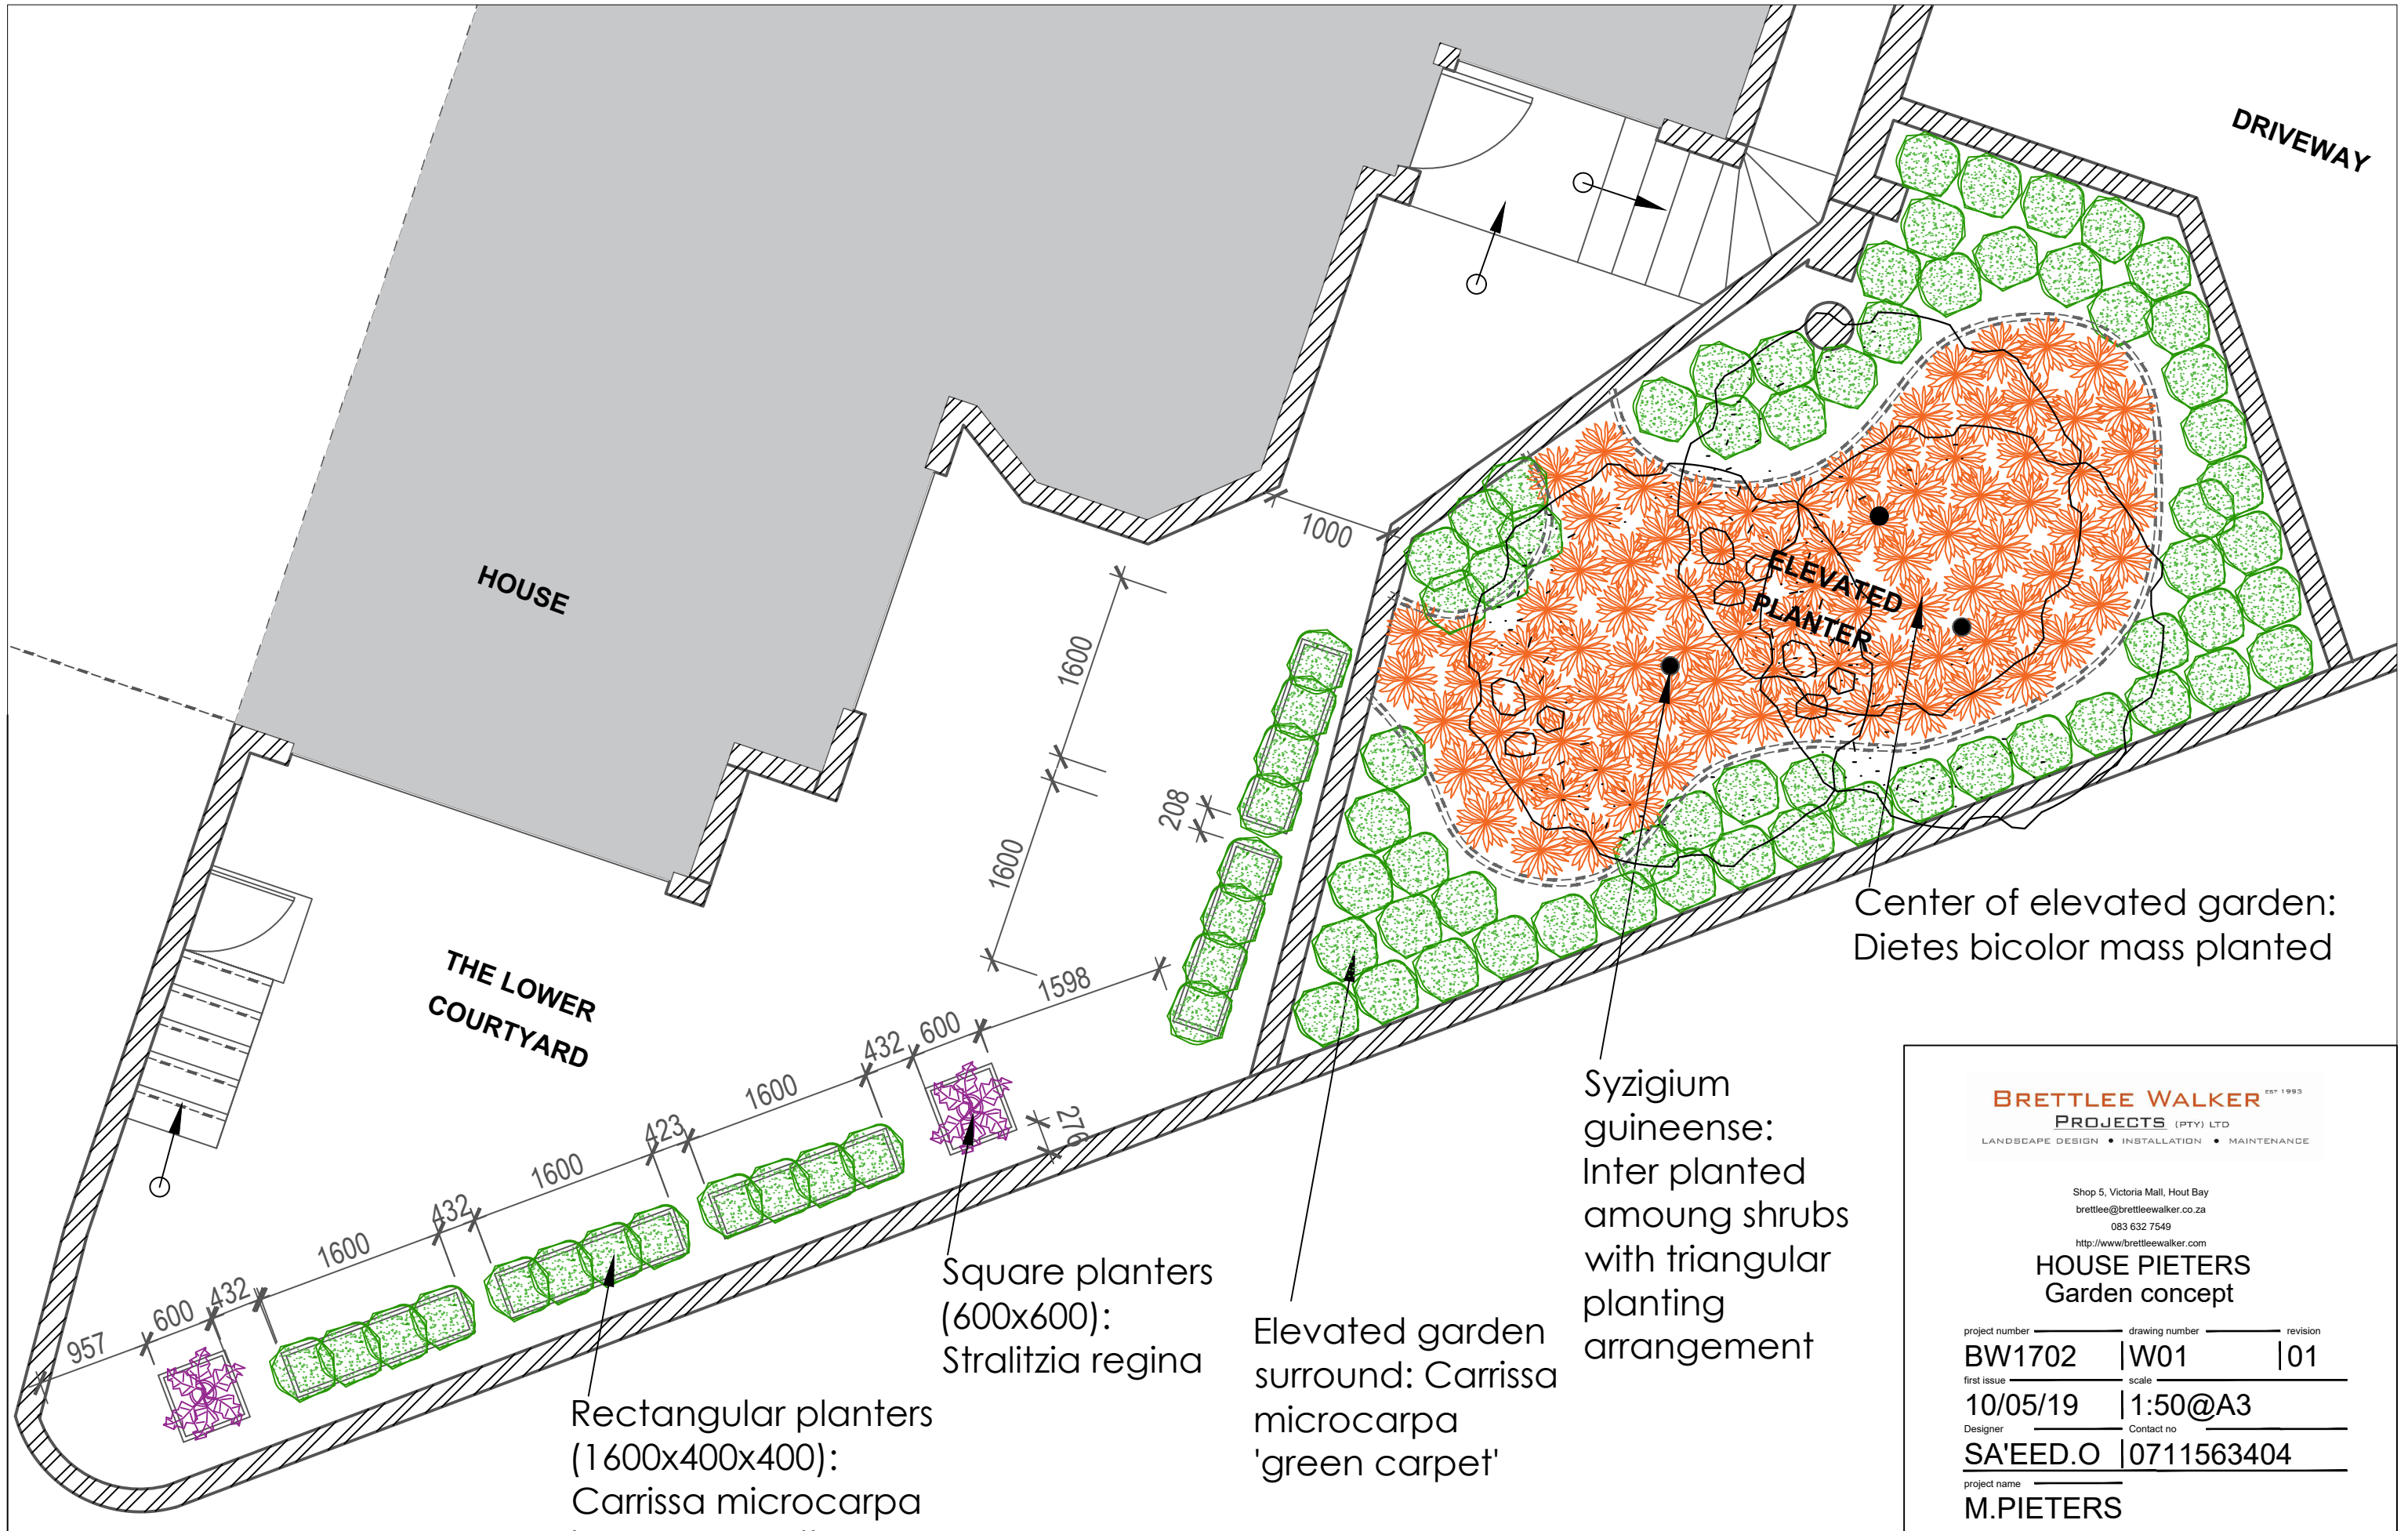 DRIVEWAY
HOUSE
1000
ELEVATED
PLANTER
1600
208
1600
Center of elevated garden:
Dietes bicolor mass planted
THE LOWER
COURTYARD
1598
600
432
1600
423
1600
432
1600
432
600
957
276
Syzigium
guineense:
Inter planted
amoung shrubs
with triangular
planting
arrangement
Square planters
(600x600):
Stralitzia regina
Elevated garden
surround: Carrissa
microcarpa
'green carpet'
Rectangular planters
(1600x400x400):
Carrissa microcarpa
BRETTLEE WALKER EST 1993
PROJECTS (PTY) LTD
LANDSCAPE DESIGN • INSTALLATION • MAINTENANCE
Shop 5, Victoria Mall, Hout Bay
brettlee@brettleewalker.co.za
083 632 7549
http://www/brettleewalker.com
HOUSE PIETERS
Garden concept
project number drawing number revision
BW1702 W01 01
first issue scale
10/05/19 1:50@A3
Designer Contact no
SA'EED.O 0711563404
project name
M.PIETERS